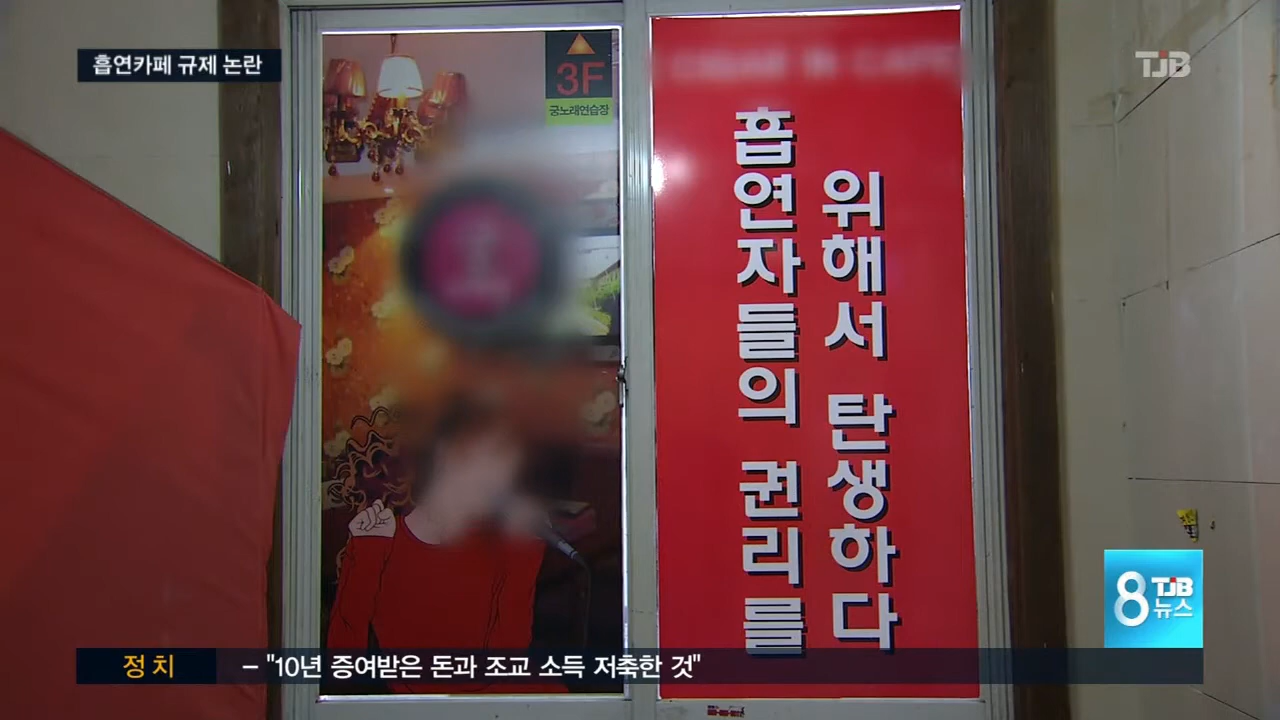 흡연카페 규제 논란
TJB
3F
궁노래연습장
흡연자들의 권리를
위해서 탄생하다
8 TJB
뉴스
정치
– "10년 증여받은 돈과 조교 소득 저축한 것"